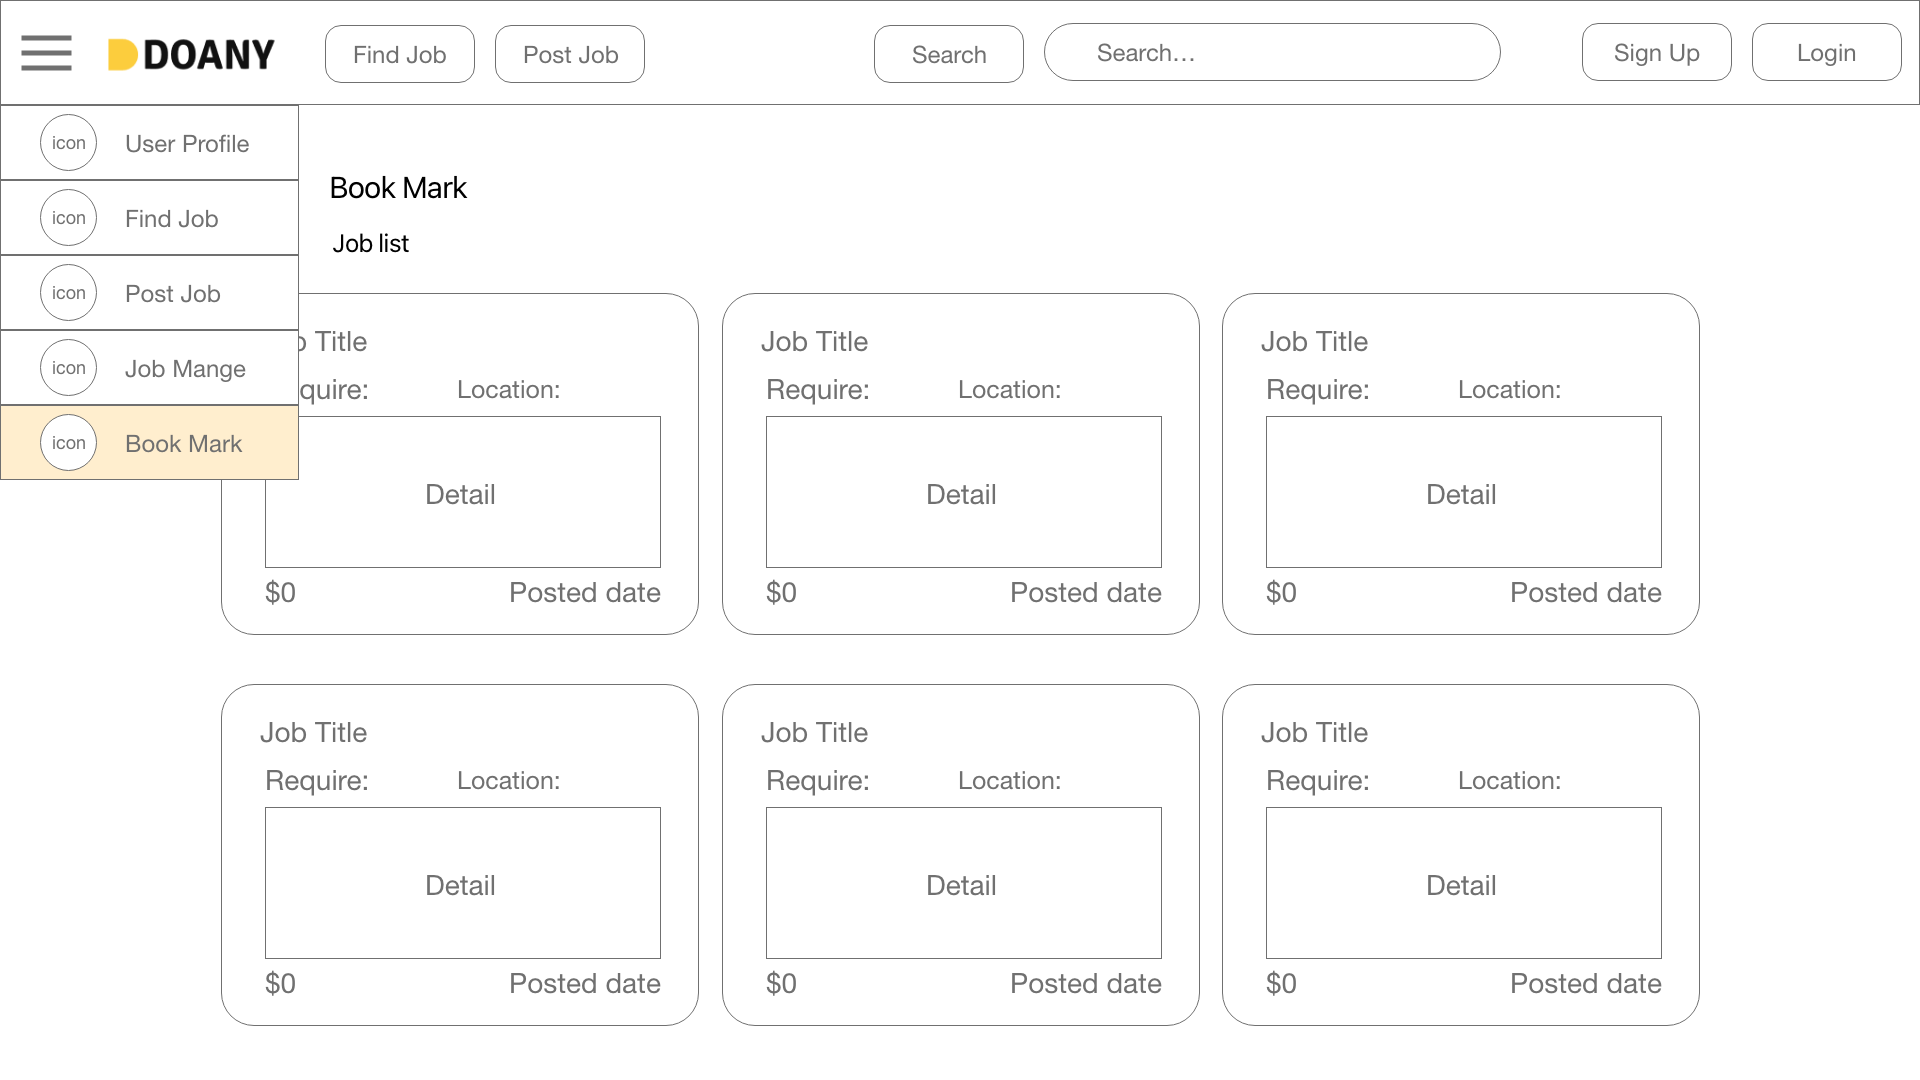 DOANY
Find Job
Post Job
Search
Search...
Sign Up
Login
icon User Profile
icon Find Job
icon Post Job
icon Job Mange
icon Book Mark
Book Mark
Job list
b Title
quire: Location:
Detail
$0 Posted date
Job Title
Require: Location:
Detail
$0 Posted date
Job Title
Require: Location:
Detail
$0 Posted date
Job Title
Require: Location:
Detail
$0 Posted date
Job Title
Require: Location:
Detail
$0 Posted date
Job Title
Require: Location:
Detail
$0 Posted date